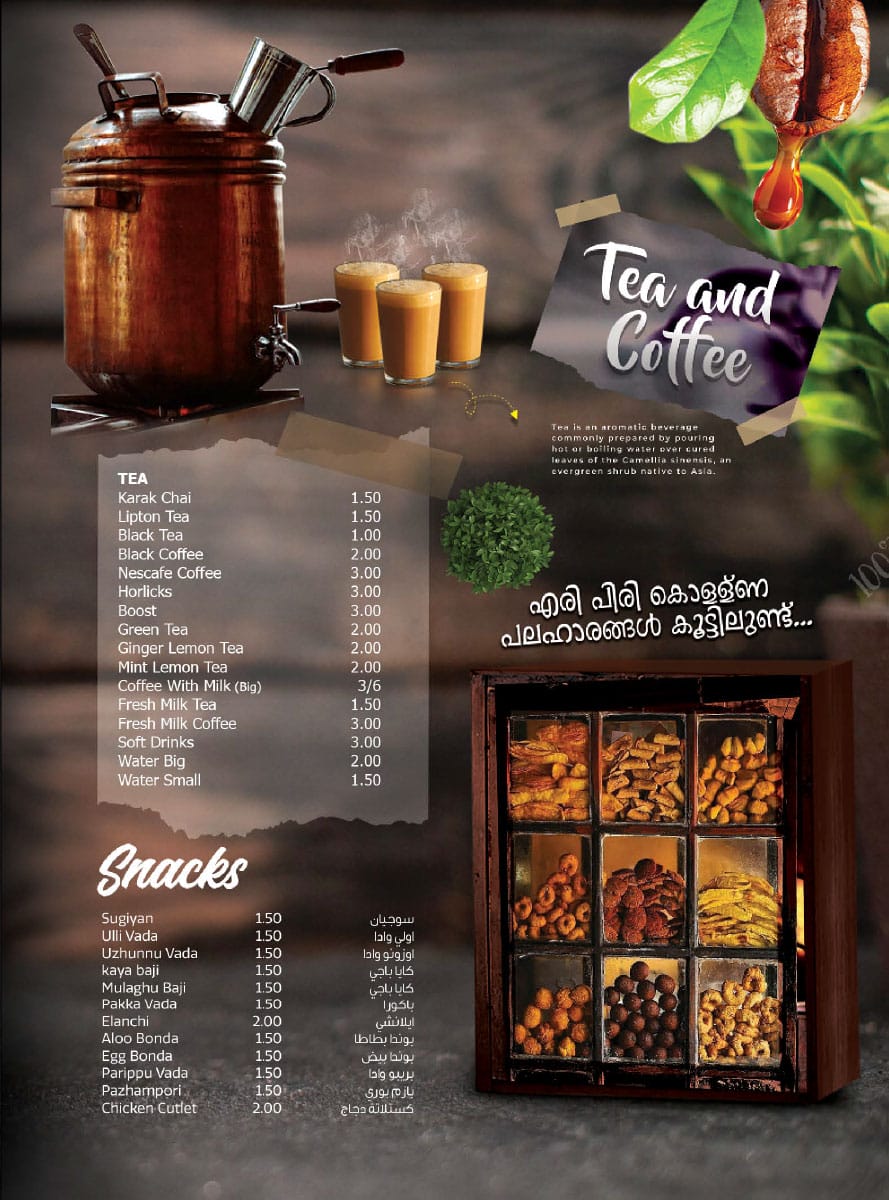 Tea and
Coffee
Tea is an aromatic beverage
commonly prepared by pouring
hot or boiling water over cured
leaves of the Camellia sinensis, an
evergreen shrub native to Asia.
TEA
Karak Chai 1.50
Lipton Tea 1.50
Black Tea 1.00
Black Coffee 2.00
Nescafe Coffee 3.00
Horlicks 3.00
Boost 3.00
Green Tea 2.00
Ginger Lemon Tea 2.00
Mint Lemon Tea 2.00
Coffee With Milk (Big) 3/6
Fresh Milk Tea 1.50
Fresh Milk Coffee 3.00
Soft Drinks 3.00
Water Big 2.00
Water Small 1.50
എരി പിരി കൊള്ള്ണ
പലഹാരങ്ങൾ കൂട്ടിലുണ്ട്...
Snacks
Sugiyan 1.50 سوجيان
Ulli Vada 1.50 اولي وادا
Uzhunnu Vada 1.50 اوزونو وادا
kaya baji 1.50 كايا باجي
Mulaghu Baji 1.50 كايا باجي
Pakka Vada 1.50 باكورا
Elanchi 2.00 ايلانشي
Aloo Bonda 1.50 بوندا بطاطا
Egg Bonda 1.50 بوندا بيض
Parippu Vada 1.50 بريبو وادا
Pazhampori 1.50 بازم بوري
Chicken Cutlet 2.00 كستلاتة دجاج